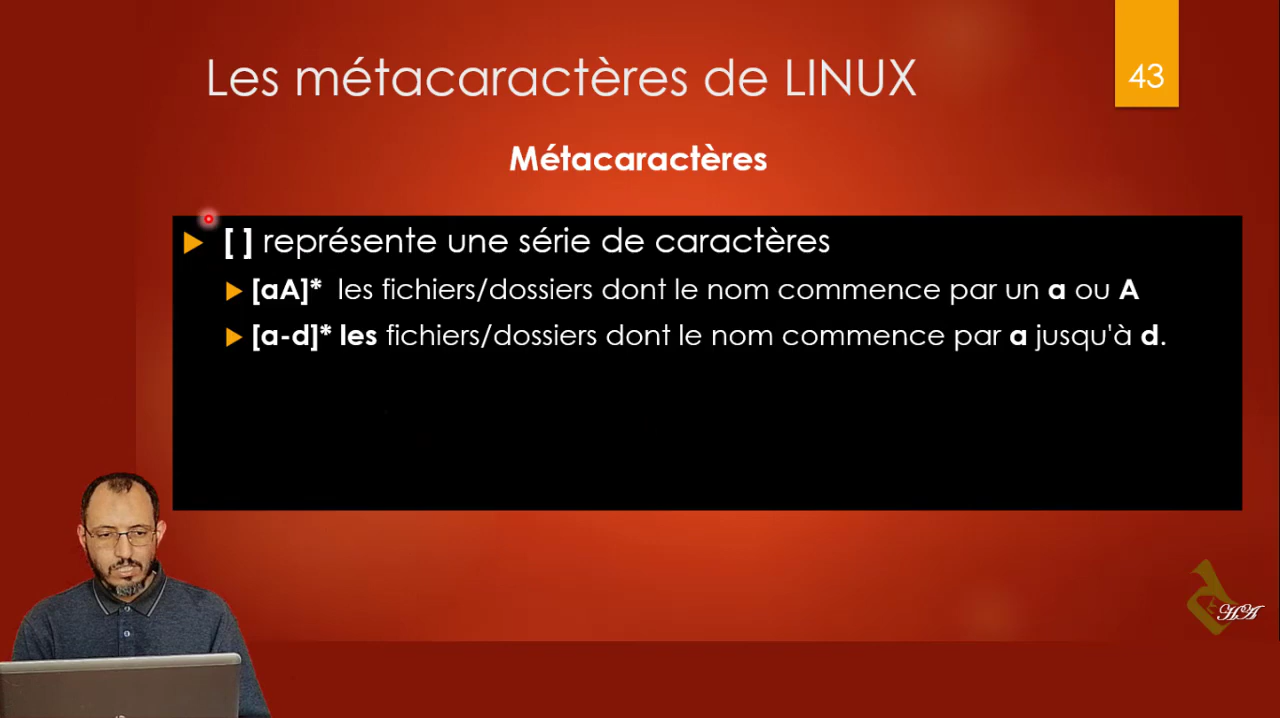 Les métacaractères de LINUX
43
Métacaractères
[ ] représente une série de caractères
[aA]* les fichiers/dossiers dont le nom commence par un a ou A
[a-d]* les fichiers/dossiers dont le nom commence par a jusqu'à d.
HA